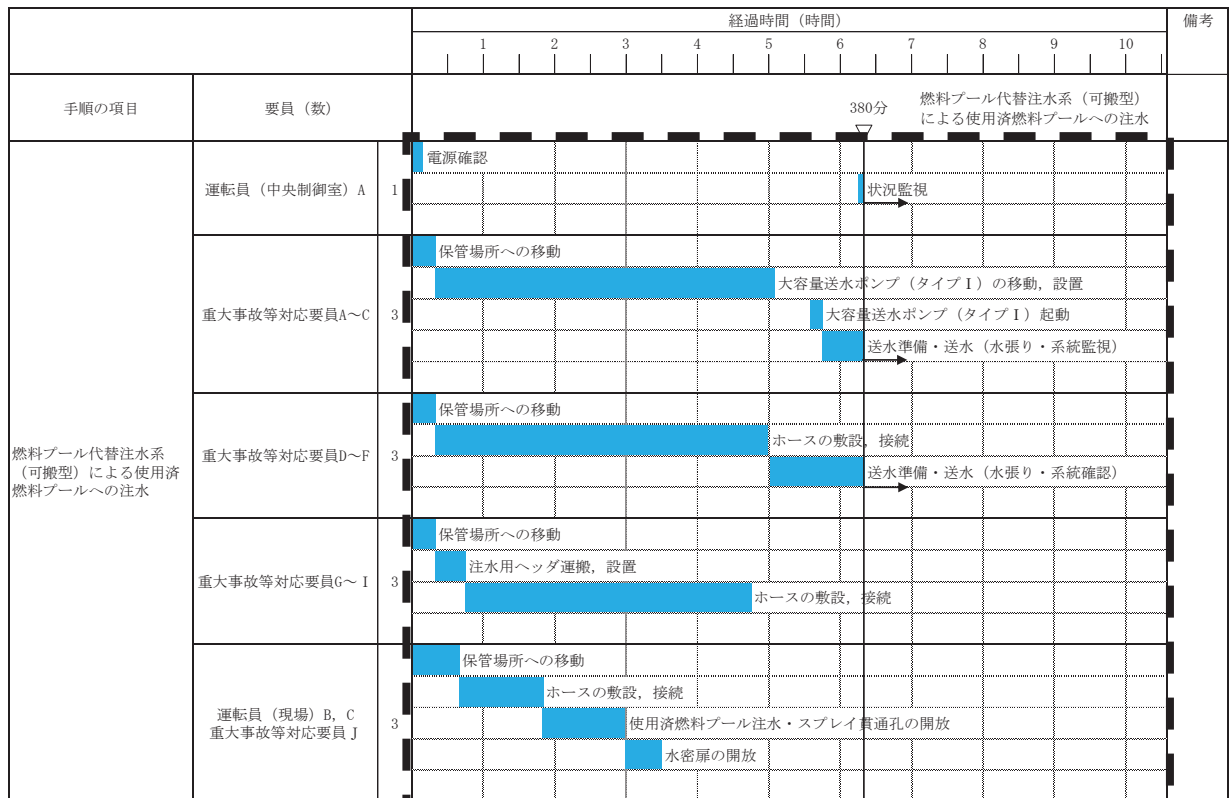 経過時間（時間）
備考
1 2 3 4 5 6 7 8 9 10
手順の項目
要員（数）
380分
燃料プール代替注水系（可搬型）
による使用済燃料プールへの注水
燃料プール代替注水系
（可搬型）による使用済
燃料プールへの注水
運転員（中央制御室）A
1
電源確認
状況監視
重大事故等対応要員A～C
3
保管場所への移動
大容量送水ポンプ（タイプⅠ）の移動，設置
大容量送水ポンプ（タイプⅠ）起動
送水準備・送水（水張り・系統監視）
重大事故等対応要員D～F
3
保管場所への移動
ホースの敷設，接続
送水準備・送水（水張り・系統確認）
重大事故等対応要員G～I
3
保管場所への移動
注水用ヘッダ運搬，設置
ホースの敷設，接続
運転員（現場）B，C
重大事故等対応要員J
3
保管場所への移動
ホースの敷設，接続
使用済燃料プール注水・スプレイ貫通孔の開放
水密扉の開放